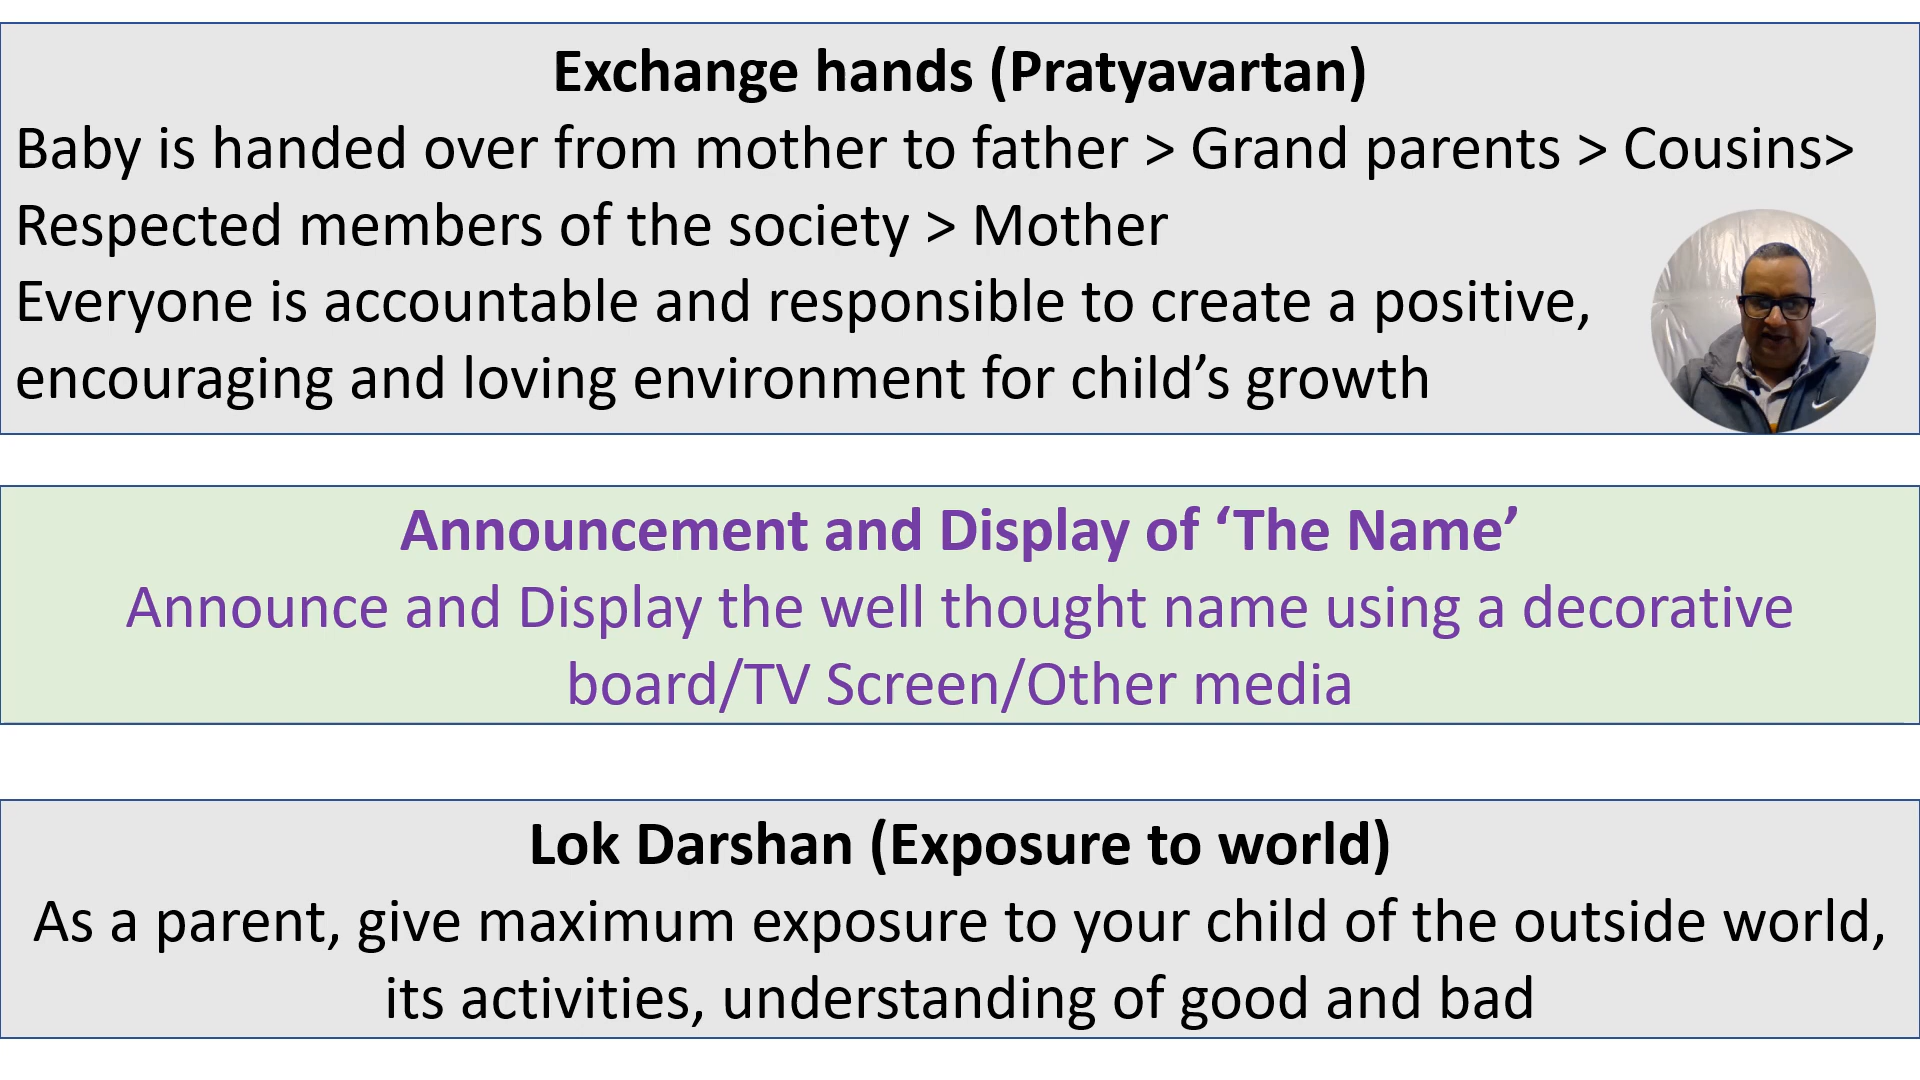 Exchange hands (Pratyavartan)
Baby is handed over from mother to father > Grand parents > Cousins>
Respected members of the society > Mother
Everyone is accountable and responsible to create a positive,
encouraging and loving environment for child’s growth
Announcement and Display of ‘The Name’
Announce and Display the well thought name using a decorative
board/TV Screen/Other media
Lok Darshan (Exposure to world)
As a parent, give maximum exposure to your child of the outside world,
its activities, understanding of good and bad